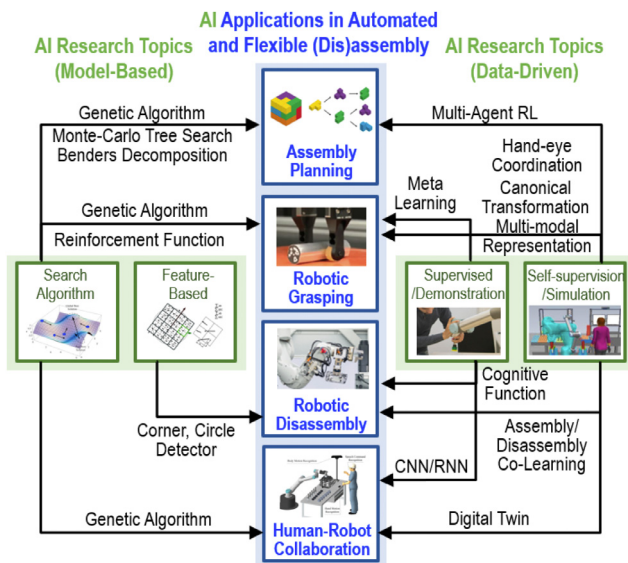 AI Applications in Automated
and Flexible (Dis)assembly
AI Research Topics
(Model-Based)
AI Research Topics
(Data-Driven)
Genetic Algorithm
Monte-Carlo Tree Search
Benders Decomposition
Assembly
Planning
Multi-Agent RL
Hand-eye
Coordination
Meta
Learning
Canonical
Transformation
Multi-modal
Representation
Genetic Algorithm
Reinforcement Function
Robotic
Grasping
Search
Algorithm
Feature-
Based
Supervised
/Demonstration
Self-supervision
/Simulation
Robotic
Disassembly
Cognitive
Function
Corner, Circle
Detector
Assembly/
Disassembly
Co-Learning
CNN/RNN
Genetic Algorithm
Human-Robot
Collaboration
Digital Twin